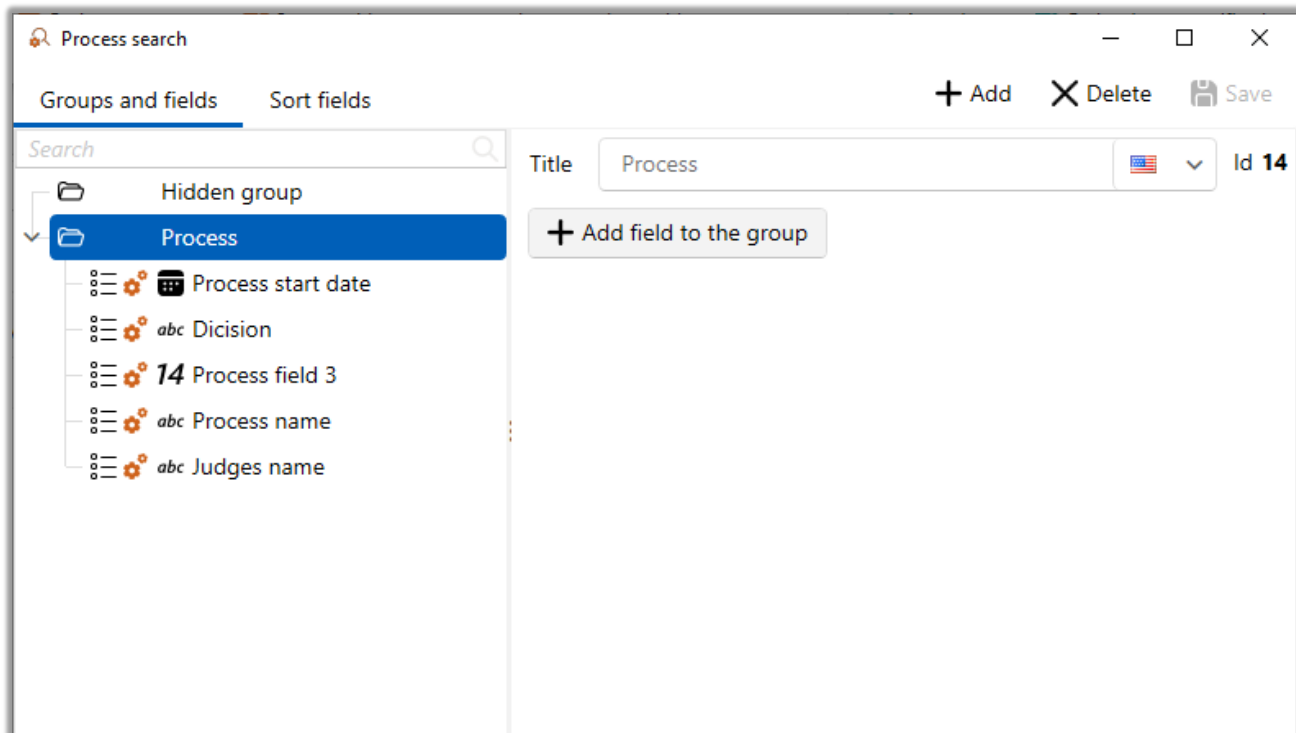 Process search
Groups and fields Sort fields
Add Delete Save
Search
Title Process Id 14
Hidden group
Process
Add field to the group
Process start date
abc Dicision
14 Process field 3
abc Process name
abc Judges name